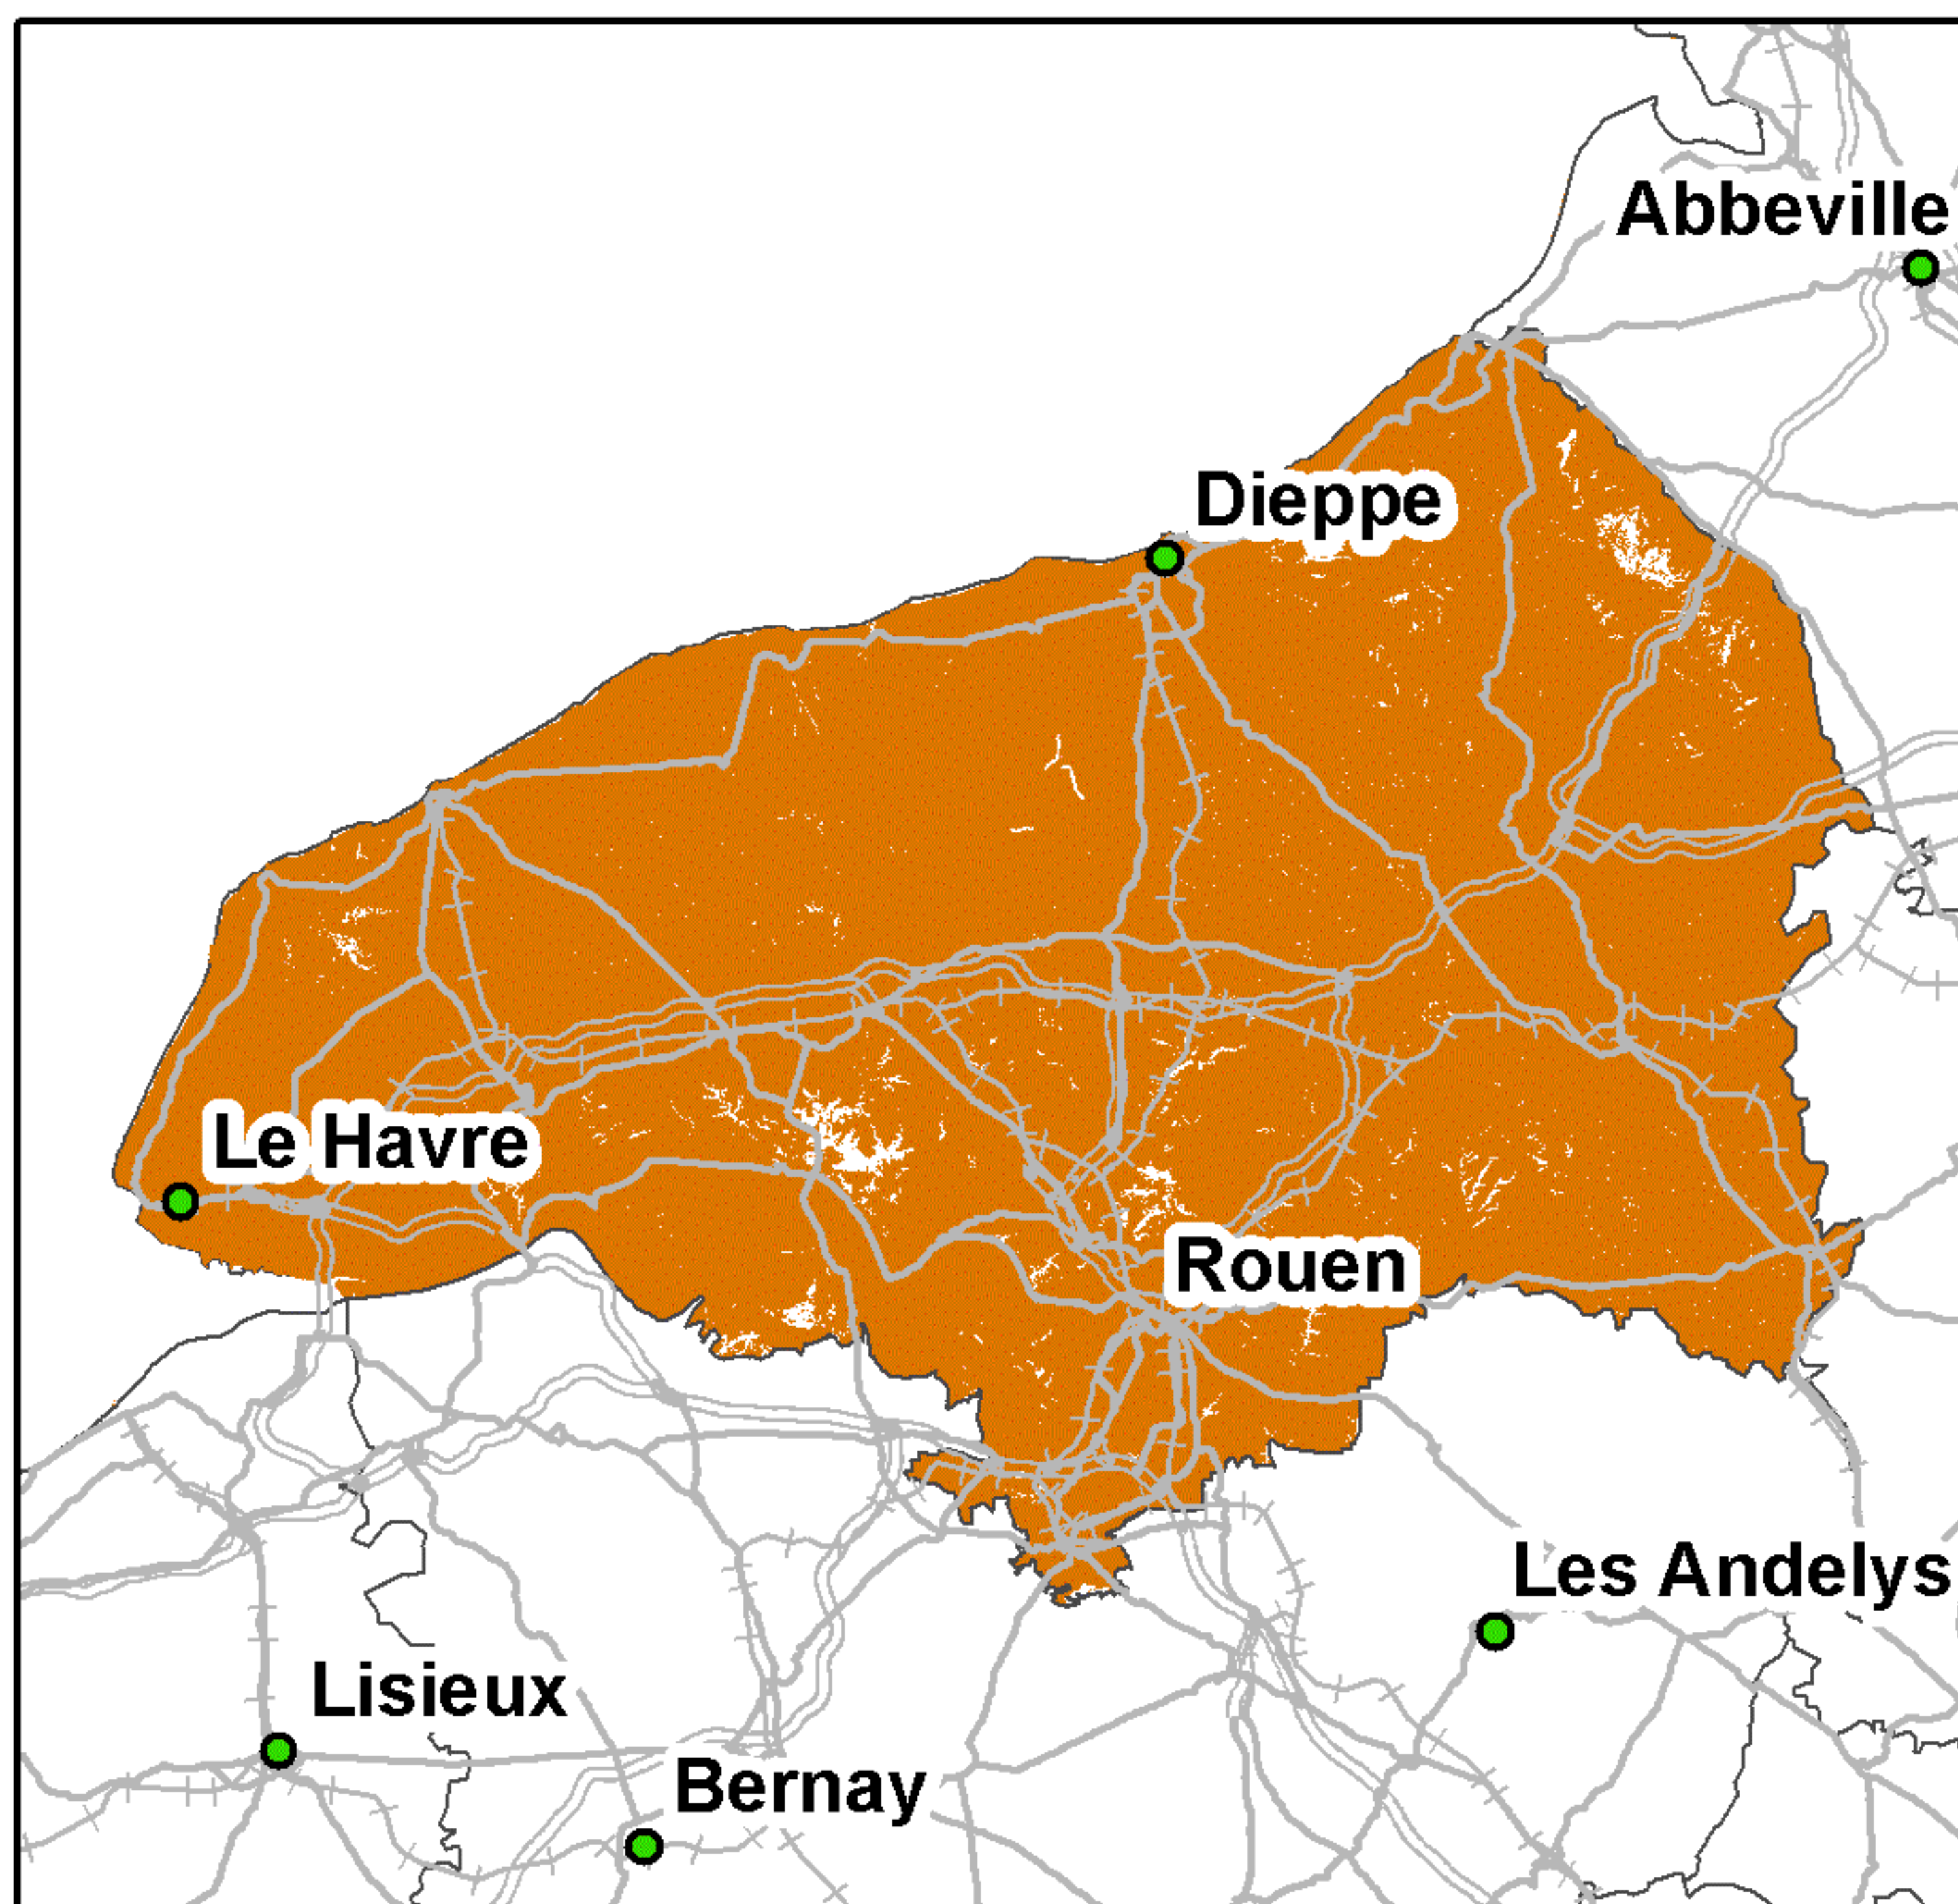 Abbeville
Dieppe
Le Havre
Rouen
Les Andelys
Lisieux
Bernay